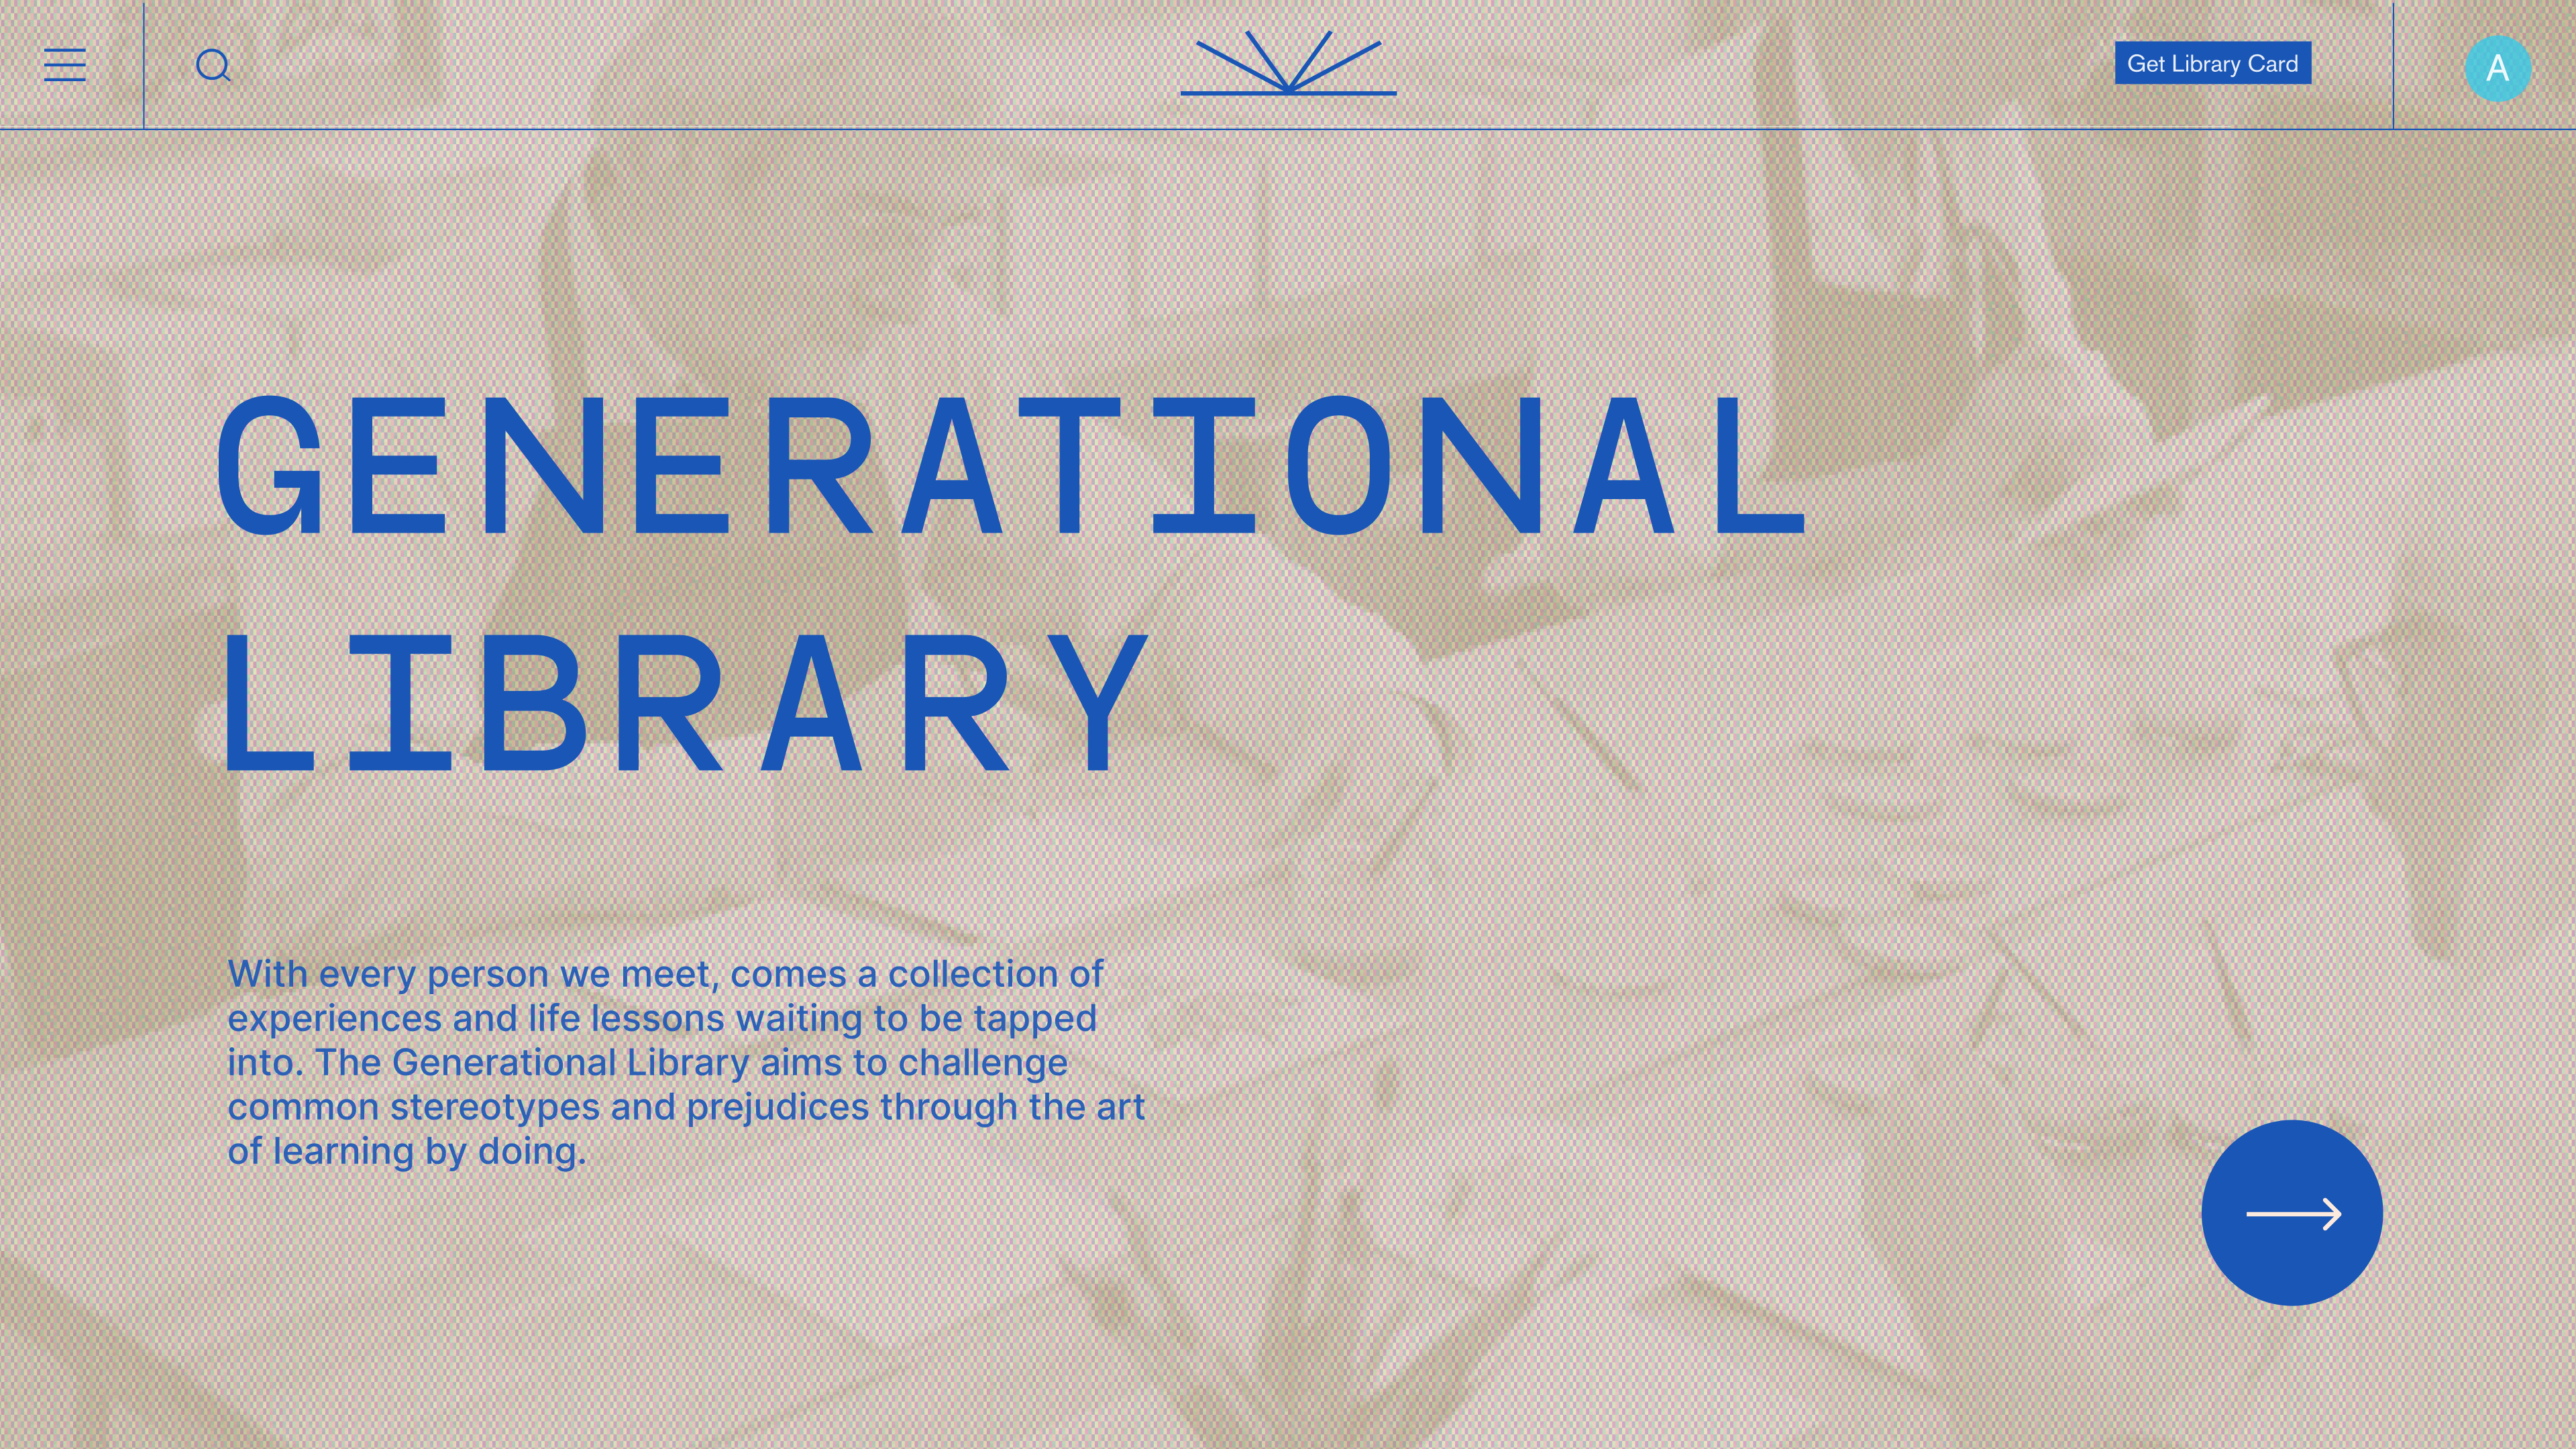 Get Library Card
A
GENERATIONAL
LIBRARY
With every person we meet, comes a collection of
experiences and life lessons waiting to be tapped
into. The Generational Library aims to challenge
common stereotypes and prejudices through the art
of learning by doing.